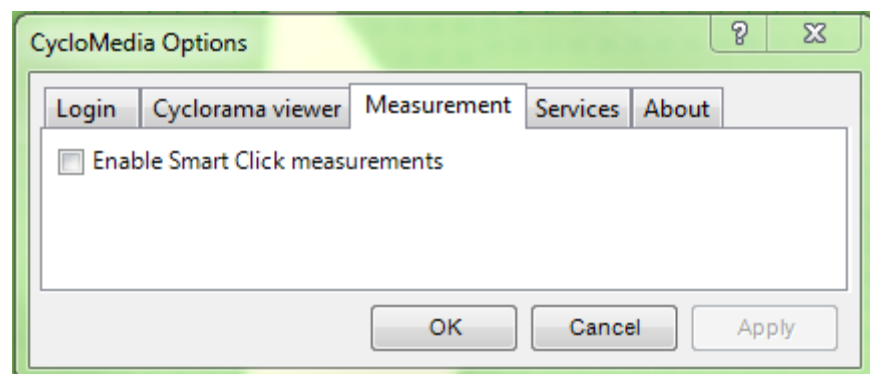 CycloMedia Options
Login Cyclorama viewer Measurement Services About
Enable Smart Click measurements
OK Cancel Apply